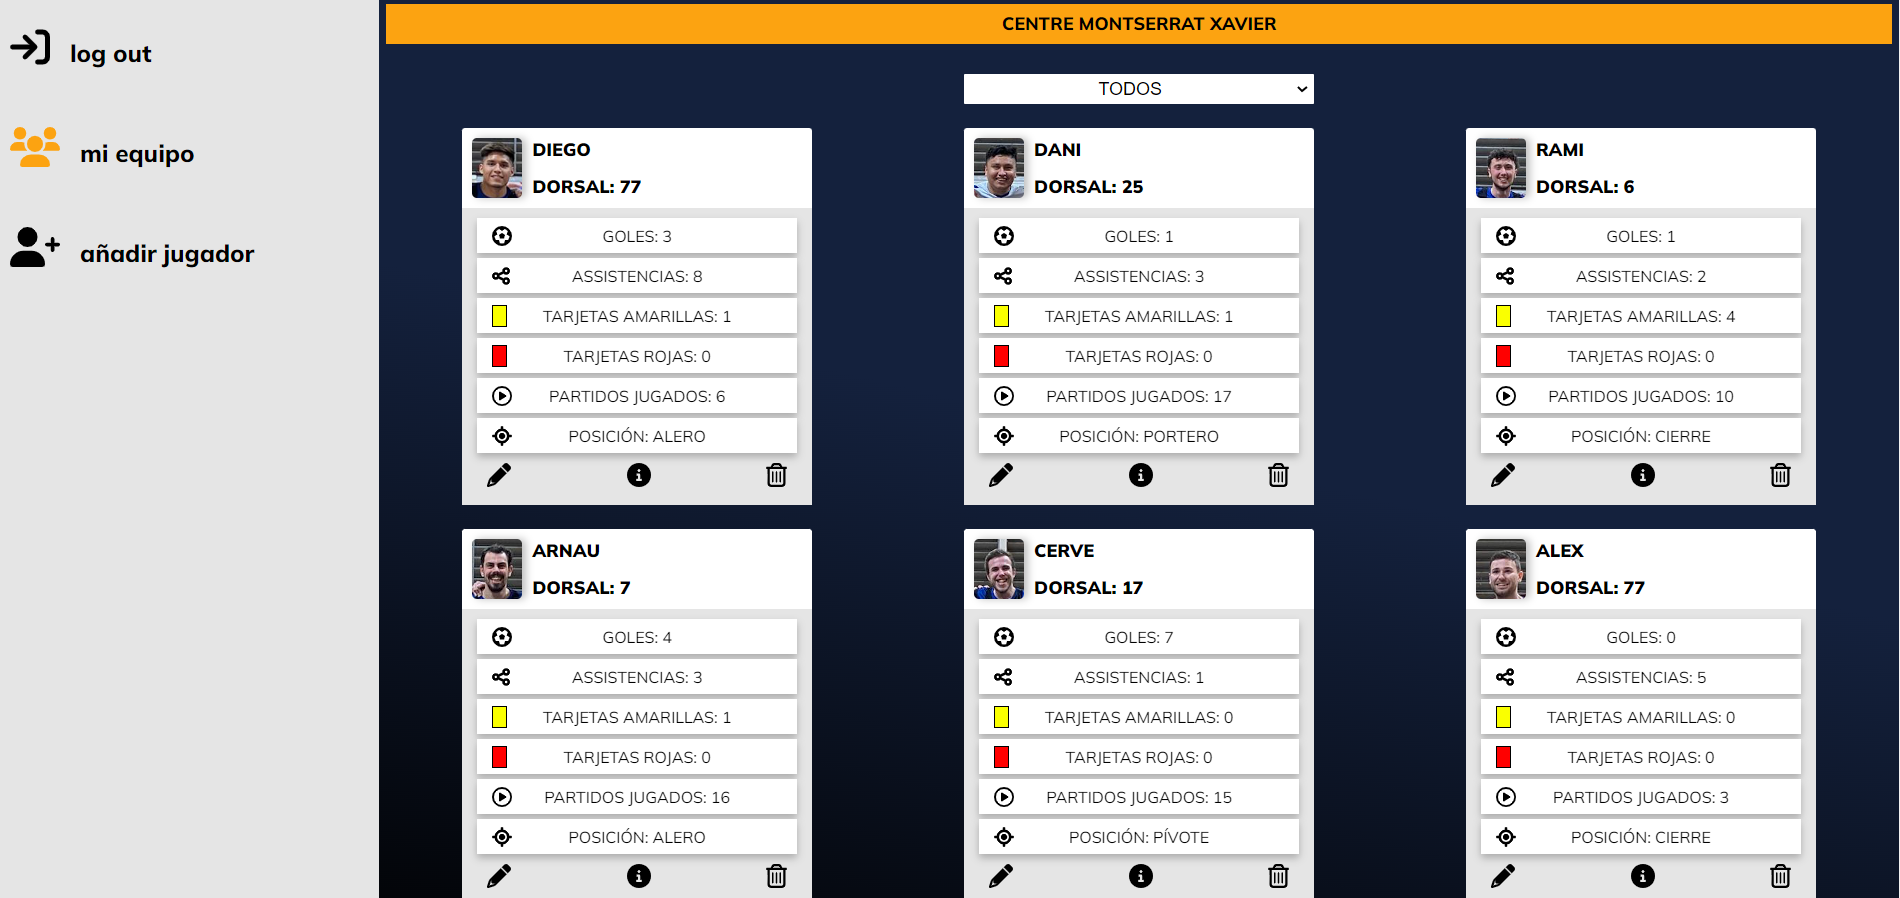 log out
mi equipo
añadir jugador
CENTRE MONTSERRAT XAVIER
TODOS
DIEGO
DORSAL: 77
GOLES: 3
ASSISTENCIAS: 8
TARJETAS AMARILLAS: 1
TARJETAS ROJAS: 0
PARTIDOS JUGADOS: 6
POSICIÓN: ALERO
DANI
DORSAL: 25
GOLES: 1
ASSISTENCIAS: 3
TARJETAS AMARILLAS: 1
TARJETAS ROJAS: 0
PARTIDOS JUGADOS: 17
POSICIÓN: PORTERO
RAMI
DORSAL: 6
GOLES: 1
ASSISTENCIAS: 2
TARJETAS AMARILLAS: 4
TARJETAS ROJAS: 0
PARTIDOS JUGADOS: 10
POSICIÓN: CIERRE
ARNAU
DORSAL: 7
GOLES: 4
ASSISTENCIAS: 3
TARJETAS AMARILLAS: 1
TARJETAS ROJAS: 0
PARTIDOS JUGADOS: 16
POSICIÓN: ALERO
CERVE
DORSAL: 17
GOLES: 7
ASSISTENCIAS: 1
TARJETAS AMARILLAS: 0
TARJETAS ROJAS: 0
PARTIDOS JUGADOS: 15
POSICIÓN: PÍVOTE
ALEX
DORSAL: 77
GOLES: 0
ASSISTENCIAS: 5
TARJETAS AMARILLAS: 0
TARJETAS ROJAS: 0
PARTIDOS JUGADOS: 3
POSICIÓN: CIERRE